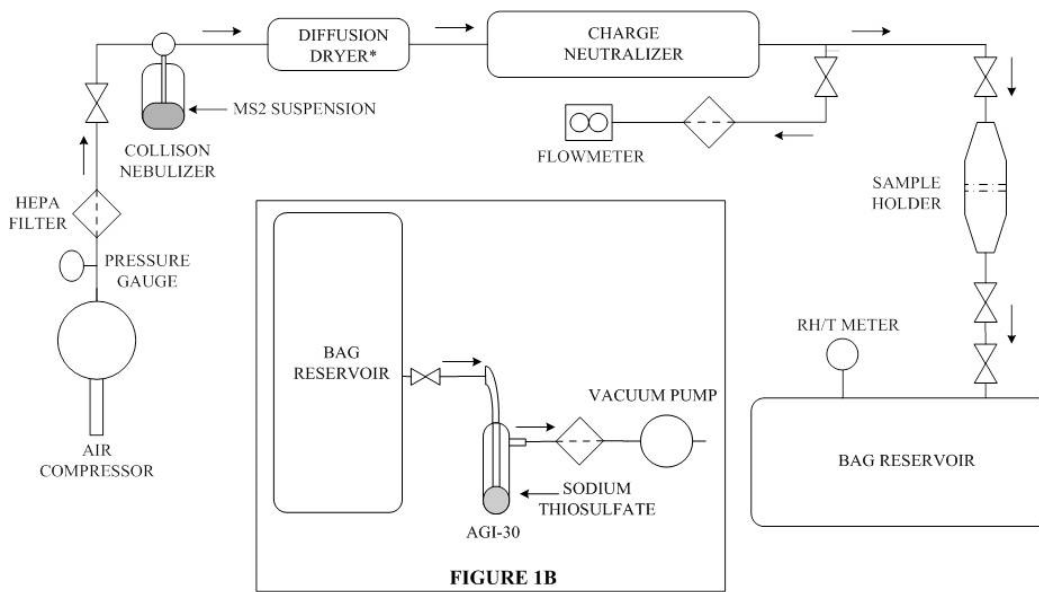 DIFFUSION
DRYER*
CHARGE
NEUTRALIZER
MS2 SUSPENSION
COLLISON
NEBULIZER
FLOWMETER
HEPA
FILTER
SAMPLE
HOLDER
PRESSURE
GAUGE
RH/T METER
BAG
RESERVOIR
VACUUM PUMP
AIR
COMPRESSOR
BAG RESERVOIR
SODIUM
THIOSULFATE
AGI-30
FIGURE 1B